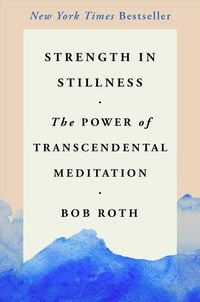 New York Times Bestseller
STRENGTH IN
STILLNESS
·
The POWER of
TRANSCENDENTAL
MEDITATION
·
BOB ROTH